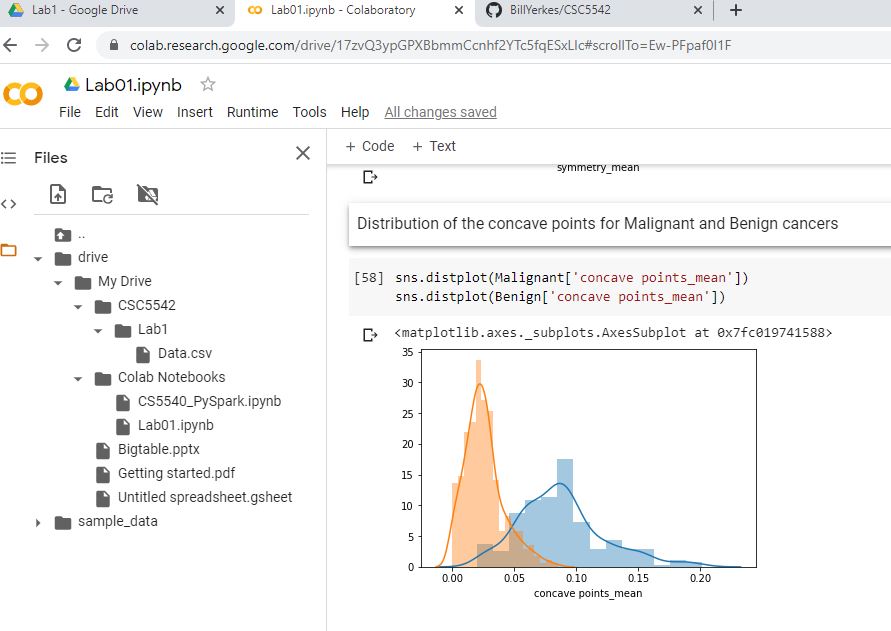 Lab1 - Google Drive
Lab01.ipynb - Colaboratory
BillYerkes/CSC5542
colab.research.google.com/drive/17zvQ3ypGPXBbmmCcnhf2YTc5fqESxLIc#scrollTo=Ew-PFpaf0I1F
Lab01.ipynb
File Edit View Insert Runtime Tools Help All changes saved
Files
..
drive
My Drive
CSC5542
Lab1
Data.csv
Colab Notebooks
CS5540_PySpark.ipynb
Lab01.ipynb
Bigtable.pptx
Getting started.pdf
Untitled spreadsheet.gsheet
sample_data
+ Code + Text
symmetry_mean
Distribution of the concave points for Malignant and Benign cancers
[58] sns.distplot(Malignant['concave points_mean'])
sns.distplot(Benign['concave points_mean'])
<matplotlib.axes._subplots.AxesSubplot at 0x7fc019741588>
35
30
25
20
15
10
5
0
0.00 0.05 0.10 0.15 0.20
concave points_mean